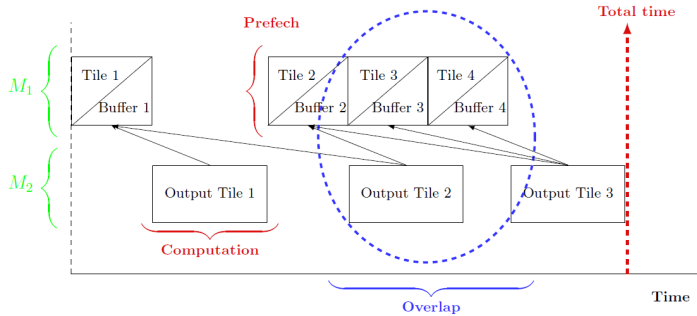 Total time
Prefech
M1
Tile 1
Buffer 1
Tile 2
Buffer 2
Tile 3
Buffer 3
Tile 4
Buffer 4
M2
Output Tile 1
Output Tile 2
Output Tile 3
Computation
Overlap
Time